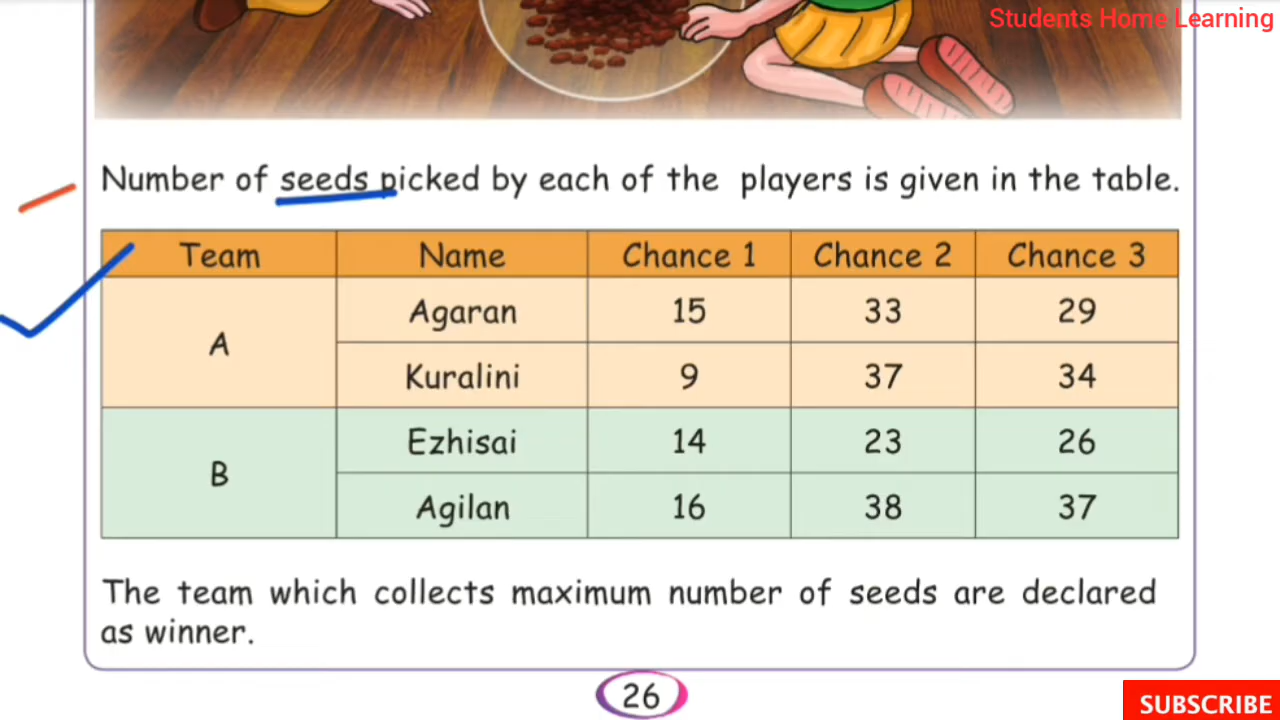 Students Home Learning
Number of seeds picked by each of the players is given in the table.
Team Name Chance 1 Chance 2 Chance 3
A
Agaran 15 33 29
Kuralini 9 37 34
B
Ezhisai 14 23 26
Agilan 16 38 37
The team which collects maximum number of seeds are declared
as winner.
26
SUBSCRIBE